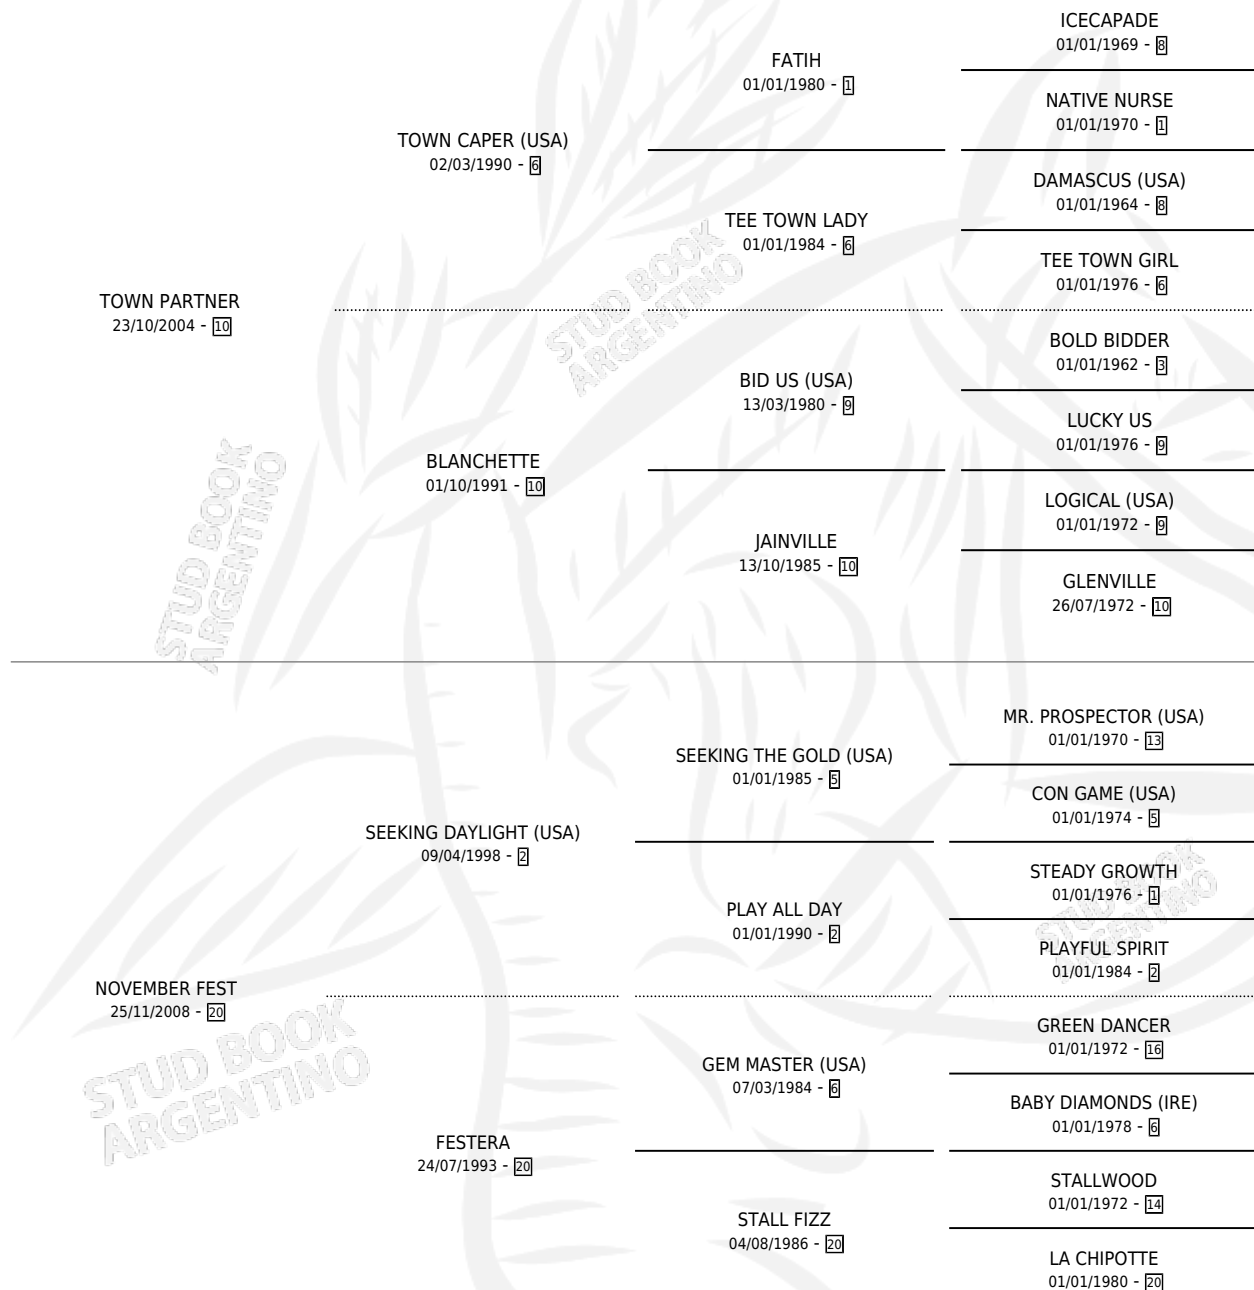 ICECAPADE
01/01/1969 - 8
FATIH
01/01/1980 - 1
NATIVE NURSE
01/01/1970 - 1
TOWN CAPER (USA)
02/03/1990 - 6
DAMASCUS (USA)
01/01/1964 - 8
TEE TOWN LADY
01/01/1984 - 6
TEE TOWN GIRL
01/01/1976 - 6
TOWN PARTNER
23/10/2004 - 10
BOLD BIDDER
01/01/1962 - 3
BID US (USA)
13/03/1980 - 9
LUCKY US
01/01/1976 - 9
BLANCHETTE
01/10/1991 - 10
LOGICAL (USA)
01/01/1972 - 9
JAINVILLE
13/10/1985 - 10
GLENVILLE
26/07/1972 - 10
MR. PROSPECTOR (USA)
01/01/1970 - 13
SEEKING THE GOLD (USA)
01/01/1985 - 5
CON GAME (USA)
01/01/1974 - 5
SEEKING DAYLIGHT (USA)
09/04/1998 - 2
STEADY GROWTH
01/01/1976 - 1
PLAY ALL DAY
01/01/1990 - 2
PLAYFUL SPIRIT
01/01/1984 - 2
NOVEMBER FEST
25/11/2008 - 20
GREEN DANCER
01/01/1972 - 16
GEM MASTER (USA)
07/03/1984 - 6
BABY DIAMONDS (IRE)
01/01/1978 - 6
FESTERA
24/07/1993 - 20
STALLWOOD
01/01/1972 - 14
STALL FIZZ
04/08/1986 - 20
LA CHIPOTTE
01/01/1980 - 20
STUD BOOK
ARGENTINO
STUD BOOK
ARGENTINO
STUD BOOK
ARGENTINO
STUD BOOK
ARGENTINO